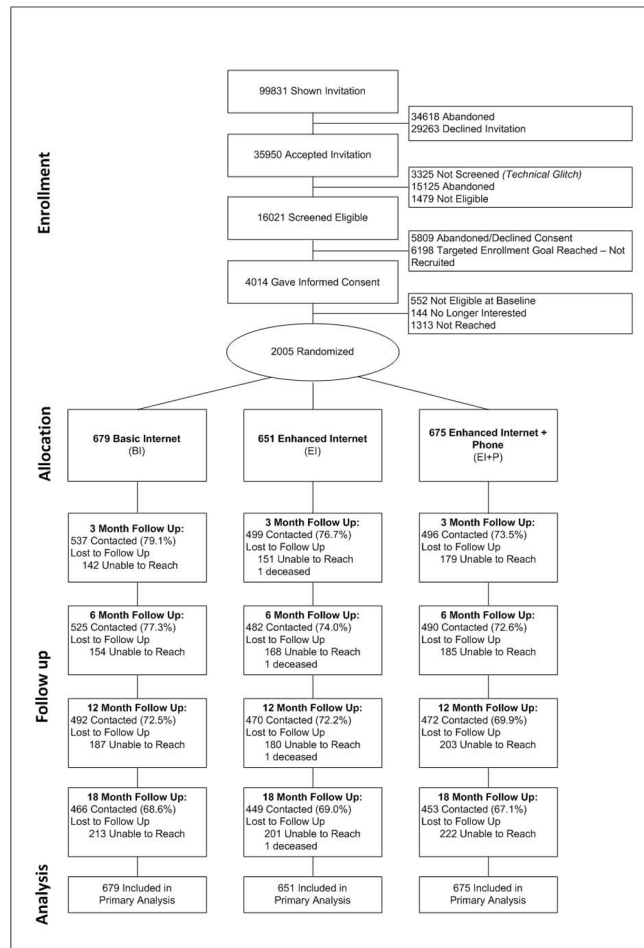 Enrollment
99831 Shown Invitation
34618 Abandoned
29263 Declined Invitation
35950 Accepted Invitation
3325 Not Screened (Technical Glitch)
15125 Abandoned
1479 Not Eligible
16021 Screened Eligible
5809 Abandoned/Declined Consent
6198 Targeted Enrollment Goal Reached – Not
Recruited
4014 Gave Informed Consent
552 Not Eligible at Baseline
144 No Longer Interested
1313 Not Reached
2005 Randomized
Allocation
679 Basic Internet
(BI)
651 Enhanced Internet
(EI)
675 Enhanced Internet +
Phone
(EI+P)
Follow up
3 Month Follow Up:
537 Contacted (79.1%)
Lost to Follow Up
142 Unable to Reach
3 Month Follow Up:
499 Contacted (76.7%)
Lost to Follow Up
151 Unable to Reach
1 deceased
3 Month Follow Up:
496 Contacted (73.5%)
Lost to Follow Up
179 Unable to Reach
6 Month Follow Up:
525 Contacted (77.3%)
Lost to Follow Up
154 Unable to Reach
6 Month Follow Up:
482 Contacted (74.0%)
Lost to Follow Up
168 Unable to Reach
1 deceased
6 Month Follow Up:
490 Contacted (72.6%)
Lost to Follow Up
185 Unable to Reach
12 Month Follow Up:
492 Contacted (72.5%)
Lost to Follow Up
187 Unable to Reach
12 Month Follow Up:
470 Contacted (72.2%)
Lost to Follow Up
180 Unable to Reach
1 deceased
12 Month Follow Up:
472 Contacted (69.9%)
Lost to Follow Up
203 Unable to Reach
18 Month Follow Up:
466 Contacted (68.6%)
Lost to Follow Up
213 Unable to Reach
18 Month Follow Up:
449 Contacted (69.0%)
Lost to Follow Up
201 Unable to Reach
1 deceased
18 Month Follow Up:
453 Contacted (67.1%)
Lost to Follow Up
222 Unable to Reach
Analysis
679 Included in
Primary Analysis
651 Included in
Primary Analysis
675 Included in
Primary Analysis